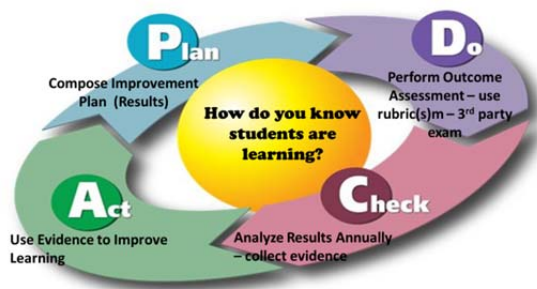 Plan
Compose Improvement
Plan (Results)
Do
Perform Outcome
Assessment – use
rubric(s)m – 3rd party
exam
How do you know
students are
learning?
Act
Use Evidence to Improve
Learning
Check
Analyze Results Annually
– collect evidence